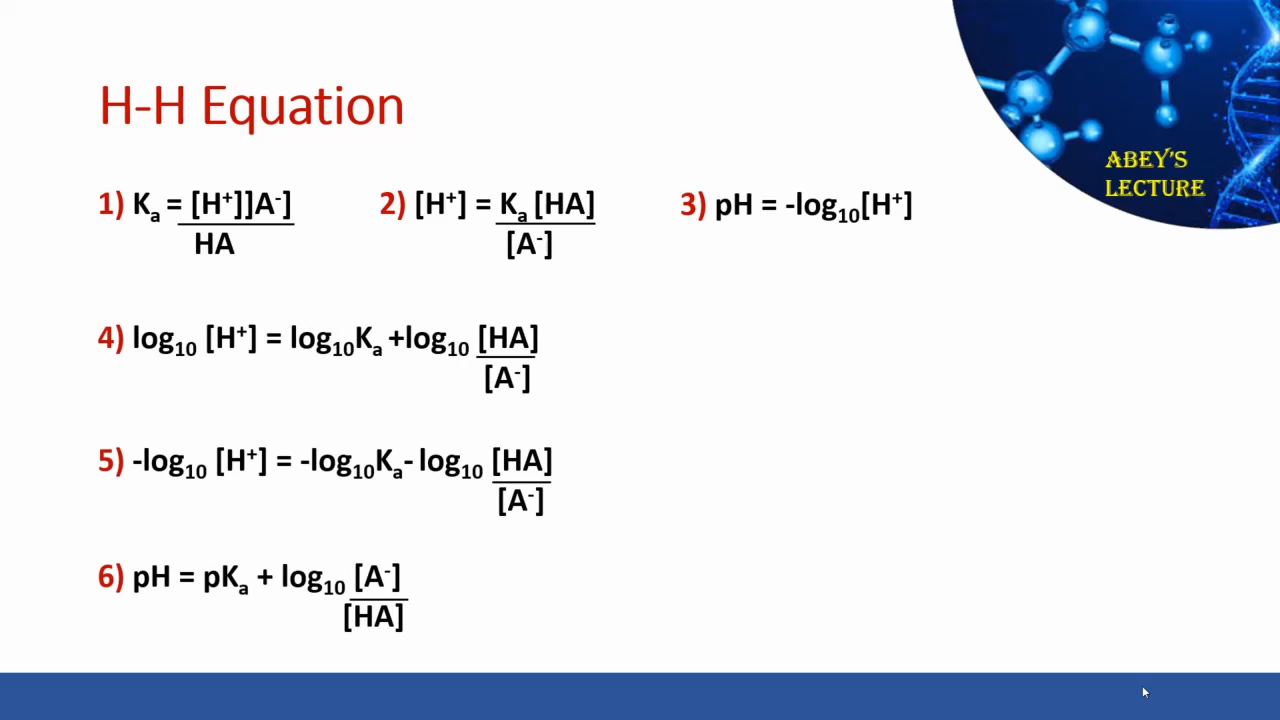 H-H Equation
ABEY'S
LECTURE
1) Ka = [H+]]A-]
HA
2) [H+] = Ka [HA]
[A-]
3) pH = -log10[H+]
4) log10 [H+] = log10Ka +log10 [HA]
[A-]
5) -log10 [H+] = -log10Ka- log10 [HA]
[A-]
6) pH = pKa + log10 [A-]
[HA]